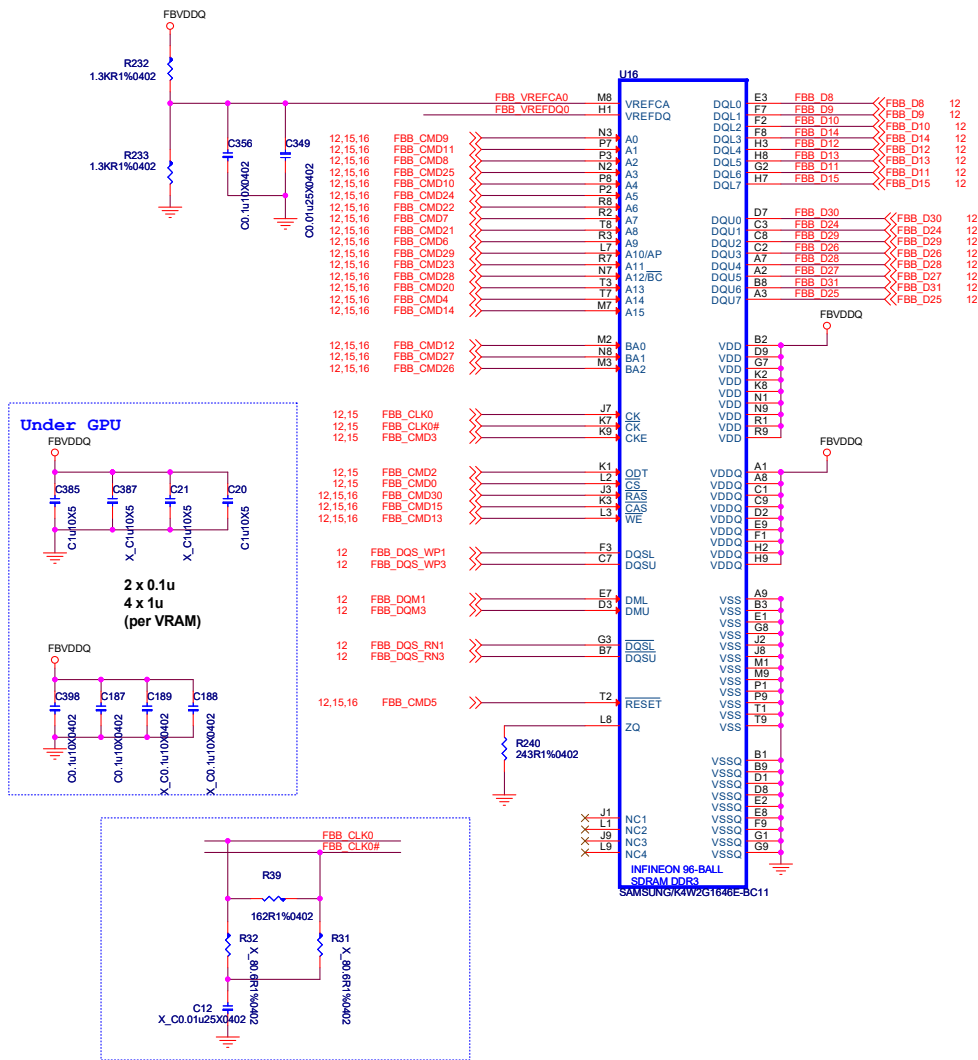 FBVDDQ
R232
1.3KR1%0402
R233
1.3KR1%0402
C356
C0.1u10X0402
C349
C0.01u25X0402
U16
FBB_VREFCA0 M8 VREFCA
FBB_VREFDQ0 H1 VREFDQ
12,15,16 FBB_CMD9 N3 A0
12,15,16 FBB_CMD11 P7 A1
12,15,16 FBB_CMD8 P3 A2
12,15,16 FBB_CMD25 N2 A3
12,15,16 FBB_CMD10 P8 A4
12,15,16 FBB_CMD24 P2 A5
12,15,16 FBB_CMD22 R8 A6
12,15,16 FBB_CMD7 R2 A7
12,15,16 FBB_CMD21 T8 A8
12,15,16 FBB_CMD6 R3 A9
12,15,16 FBB_CMD29 L7 A10/AP
12,15,16 FBB_CMD23 R7 A11
12,15,16 FBB_CMD28 N7 A12/BC
12,15,16 FBB_CMD20 T3 A13
12,15,16 FBB_CMD4 T7 A14
12,15,16 FBB_CMD14 M7 A15
12,15,16 FBB_CMD12 M2 BA0
12,15,16 FBB_CMD27 N8 BA1
12,15,16 FBB_CMD26 M3 BA2
12,15 FBB_CLK0 J7 CK
12,15 FBB_CLK0# K7 CK
12,15 FBB_CMD3 K9 CKE
12,15 FBB_CMD2 K1 ODT
12,15 FBB_CMD0 L2 CS
12,15,16 FBB_CMD30 J3 RAS
12,15,16 FBB_CMD15 K3 CAS
12,15,16 FBB_CMD13 L3 WE
12 FBB_DQS_WP1 F3 DQSL
12 FBB_DQS_WP3 C7 DQSU
12 FBB_DQM1 E7 DML
12 FBB_DQM3 D3 DMU
12 FBB_DQS_RN1 G3 DQSL
12 FBB_DQS_RN3 B7 DQSU
12,15,16 FBB_CMD5 T2 RESET
L8 ZQ
R240
243R1%0402
J1 NC1
L1 NC2
J9 NC3
L9 NC4
DQL0 E3 FBB_D8 FBB_D8 12
DQL1 F7 FBB_D9 FBB_D9 12
DQL2 F2 FBB_D10 FBB_D10 12
DQL3 F8 FBB_D14 FBB_D14 12
DQL4 H3 FBB_D12 FBB_D12 12
DQL5 H8 FBB_D13 FBB_D13 12
DQL6 G2 FBB_D11 FBB_D11 12
DQL7 H7 FBB_D15 FBB_D15 12
DQU0 D7 FBB_D30 FBB_D30 12
DQU1 C3 FBB_D24 FBB_D24 12
DQU2 C8 FBB_D29 FBB_D29 12
DQU3 C2 FBB_D26 FBB_D26 12
DQU4 A7 FBB_D28 FBB_D28 12
DQU5 A2 FBB_D27 FBB_D27 12
DQU6 B8 FBB_D31 FBB_D31 12
DQU7 A3 FBB_D25 FBB_D25 12
FBVDDQ
VDD B2
VDD D9
VDD G7
VDD K2
VDD K8
VDD N1
VDD N9
VDD R1
VDD R9
FBVDDQ
VDDQ A1
VDDQ A8
VDDQ C1
VDDQ C9
VDDQ D2
VDDQ E9
VDDQ F1
VDDQ H2
VDDQ H9
VSS A9
VSS B3
VSS E1
VSS G8
VSS J2
VSS J8
VSS M1
VSS M9
VSS P1
VSS P9
VSS T1
VSS T9
VSSQ B1
VSSQ B9
VSSQ D1
VSSQ D8
VSSQ E2
VSSQ E8
VSSQ F9
VSSQ G1
VSSQ G9
INFINEON 96-BALL
SDRAM DDR3
SAMSUNG/K4W2G1646E-BC11
Under GPU
FBVDDQ
C385 C387 C21 C20
C1u10X5 X_C1u10X5 X_C1u10X5 C1u10X5
2 x 0.1u
4 x 1u
(per VRAM)
FBVDDQ
C398 C187 C189 C188
C0.1u10X0402 C0.1u10X0402 X_C0.1u10X0402 X_C0.1u10X0402
FBB_CLK0
FBB_CLK0#
R39
162R1%0402
R32 R31
X_80.6R1%0402 X_80.6R1%0402
C12
X_C0.01u25X0402